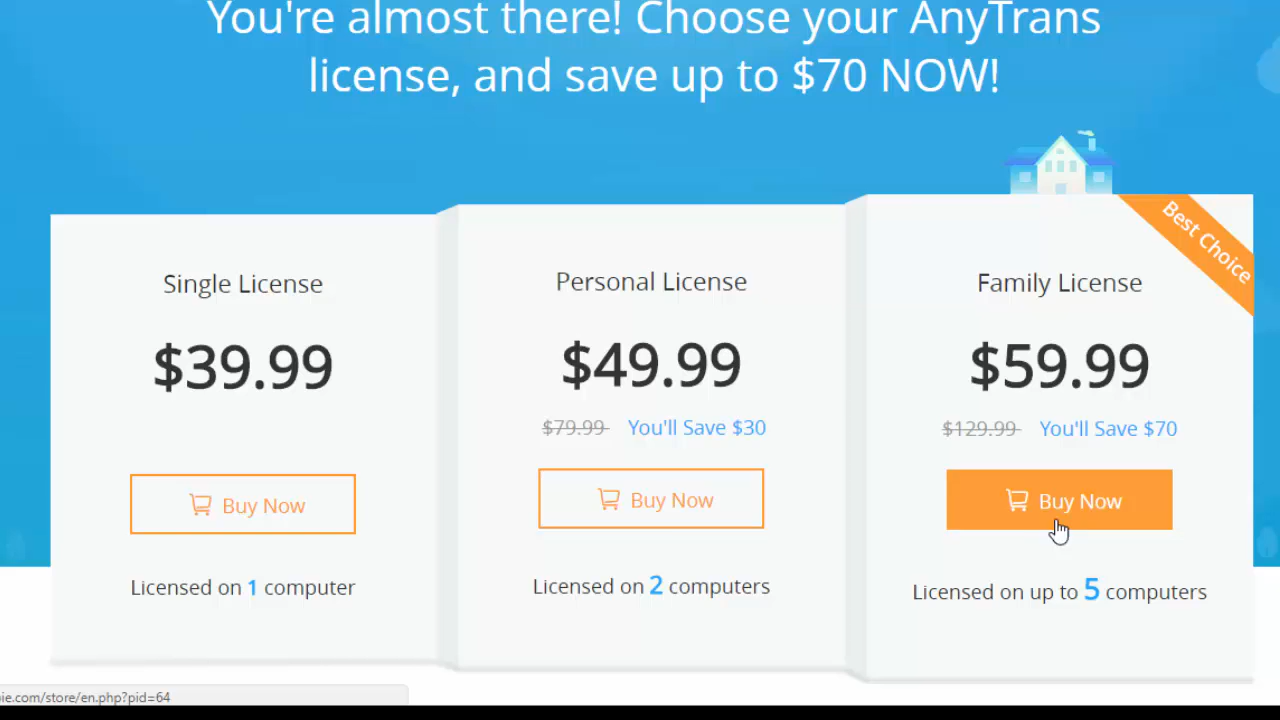 You're almost there! Choose your AnyTrans
license, and save up to $70 NOW!
Best Choice
Single License
$39.99
Buy Now
Licensed on 1 computer
Personal License
$49.99
$79.99 You'll Save $30
Buy Now
Licensed on 2 computers
Family License
$59.99
$129.99 You'll Save $70
Buy Now
Licensed on up to 5 computers
ie.com/store/en.php?pid=64